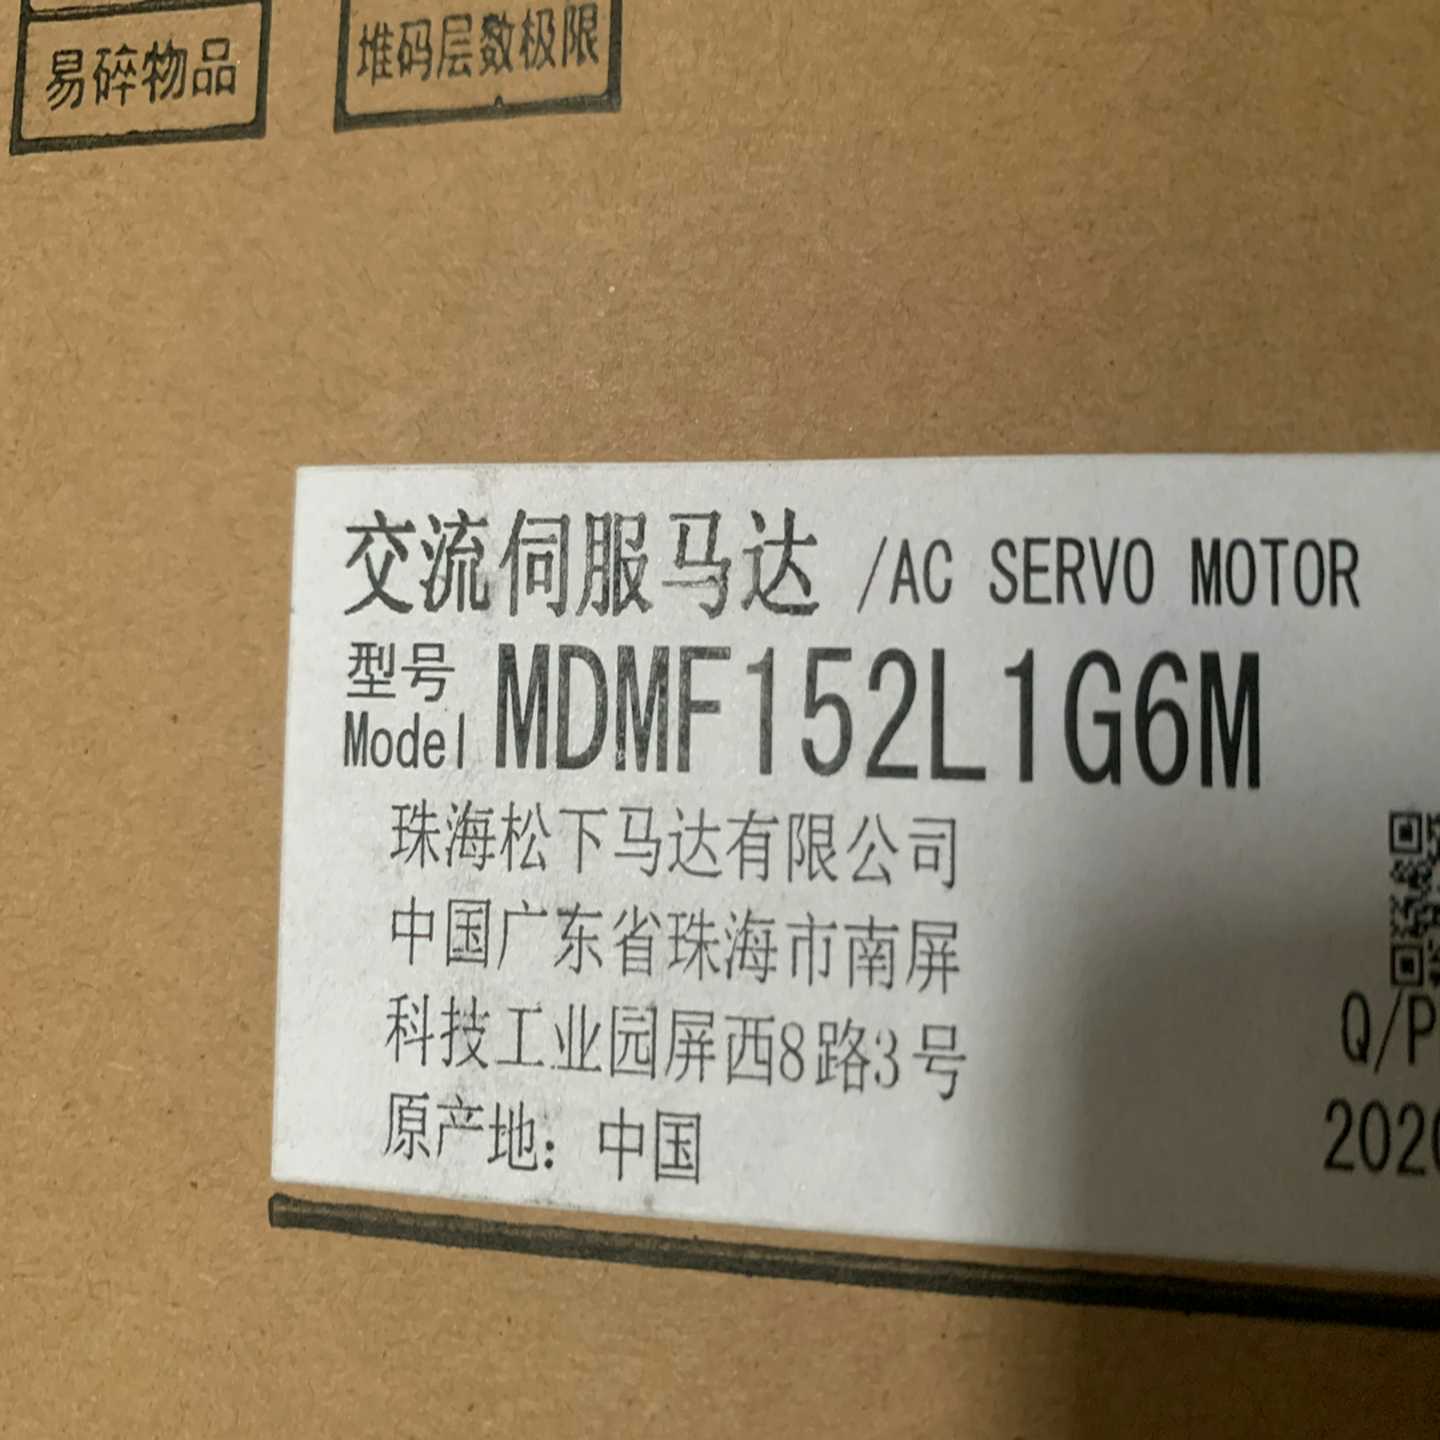 易碎物品
堆码层数极限
交流伺服马达 /AC SERVO MOTOR
型号
Model MDMF152L1G6M
珠海松下马达有限公司
中国广东省珠海市南屏
科技工业园屏西8路3号
原产地：中国
Q/P
2020